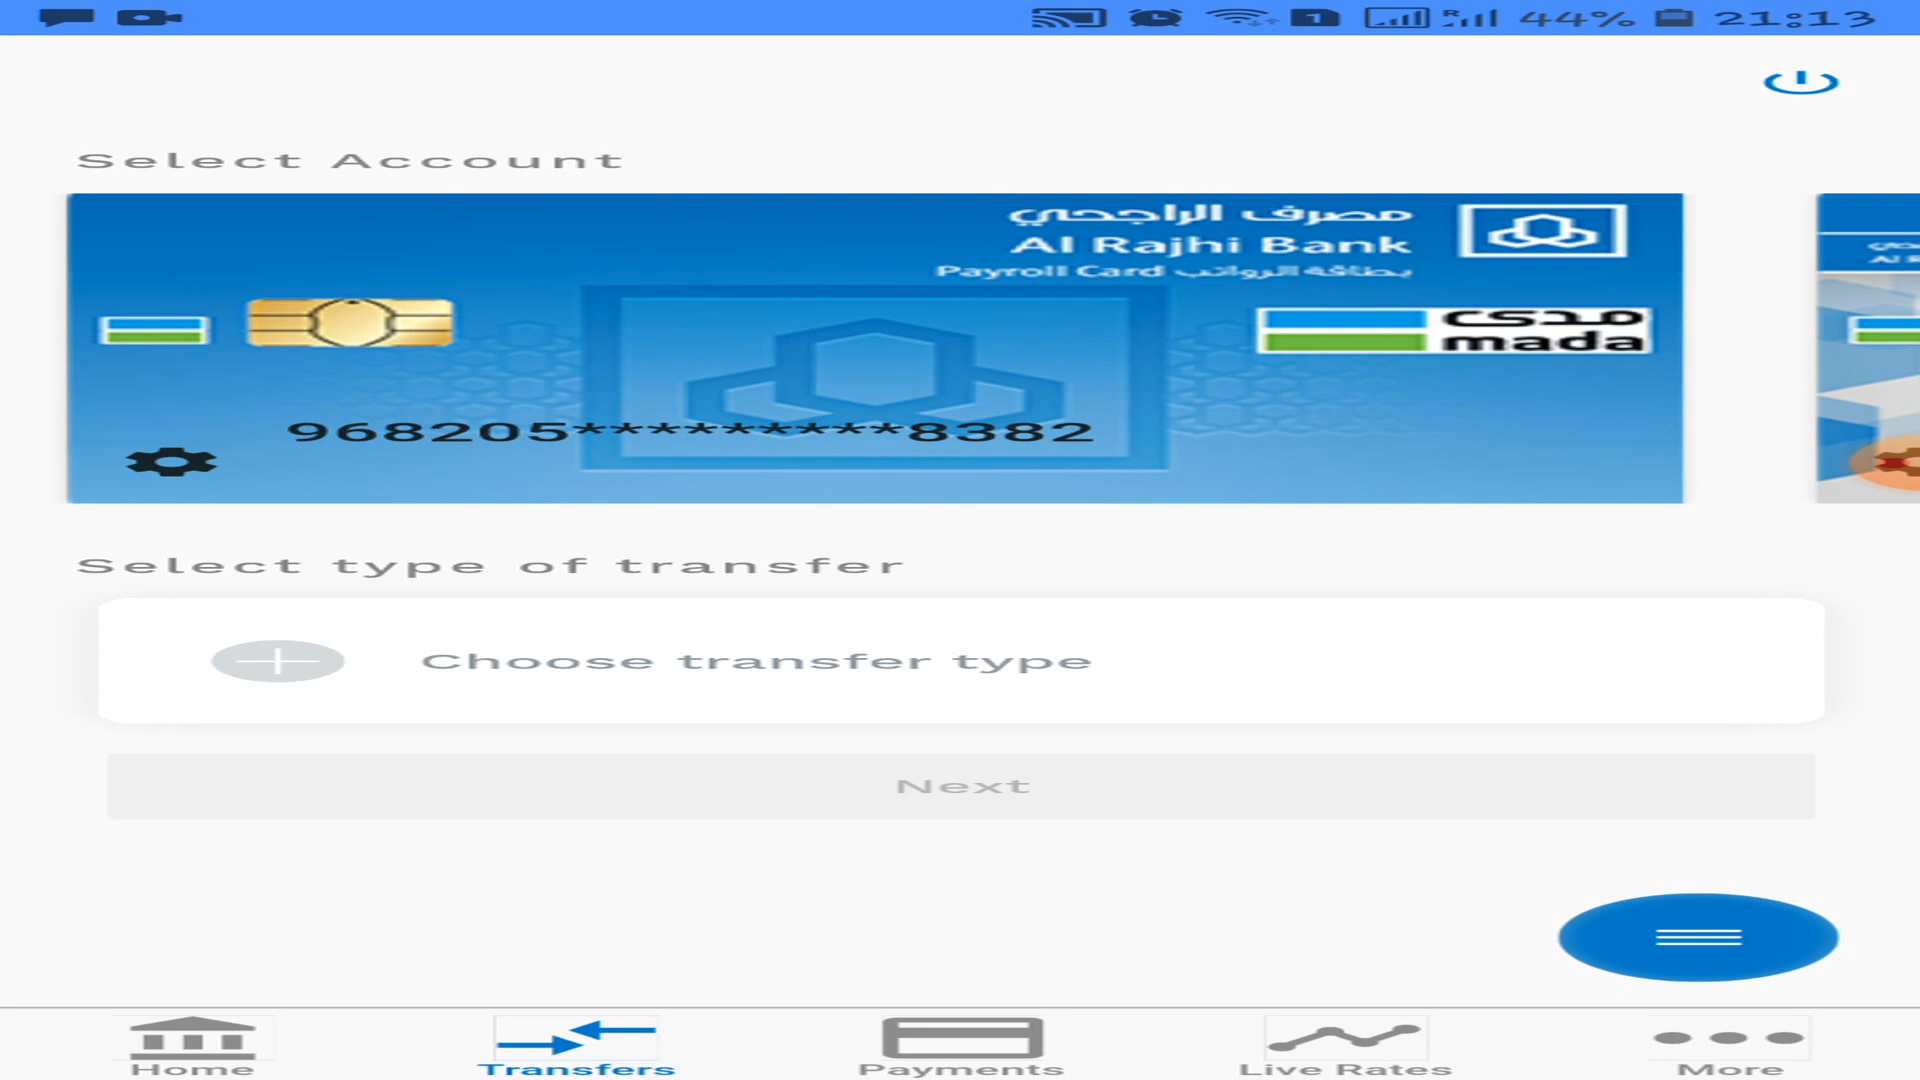 44% 21:13
Select Account
مصرف الراجحي
Al Rajhi Bank
Payroll Card بطاقة الرواتب
مدى
mada
968205*********8382
Select type of transfer
Choose transfer type
Next
Home Transfers Payments Live Rates More